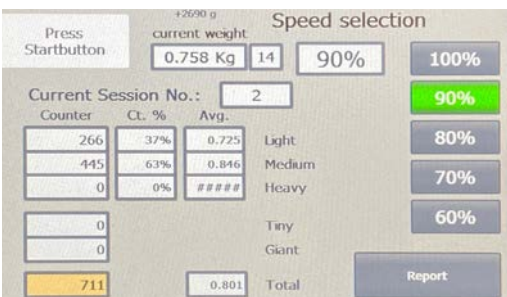 +2690 g
Speed selection
Press
Startbutton
current weight
0.758 Kg 14 90% 100%
Current Session No.: 2 90%
Counter Ct. % Avg.
266 37% 0.725 Light 80%
445 63% 0.846 Medium
0 0% ##### Heavy 70%
0 Tiny 60%
0 Giant
711 0.801 Total Report